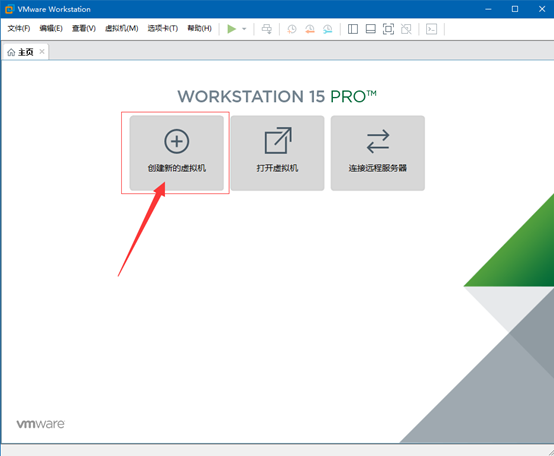 VMware Workstation
文件(F) 编辑(E) 查看(V) 虚拟机(M) 选项卡(T) 帮助(H)
主页
WORKSTATION 15 PRO™
创建新的虚拟机 打开虚拟机 连接远程服务器
vmware